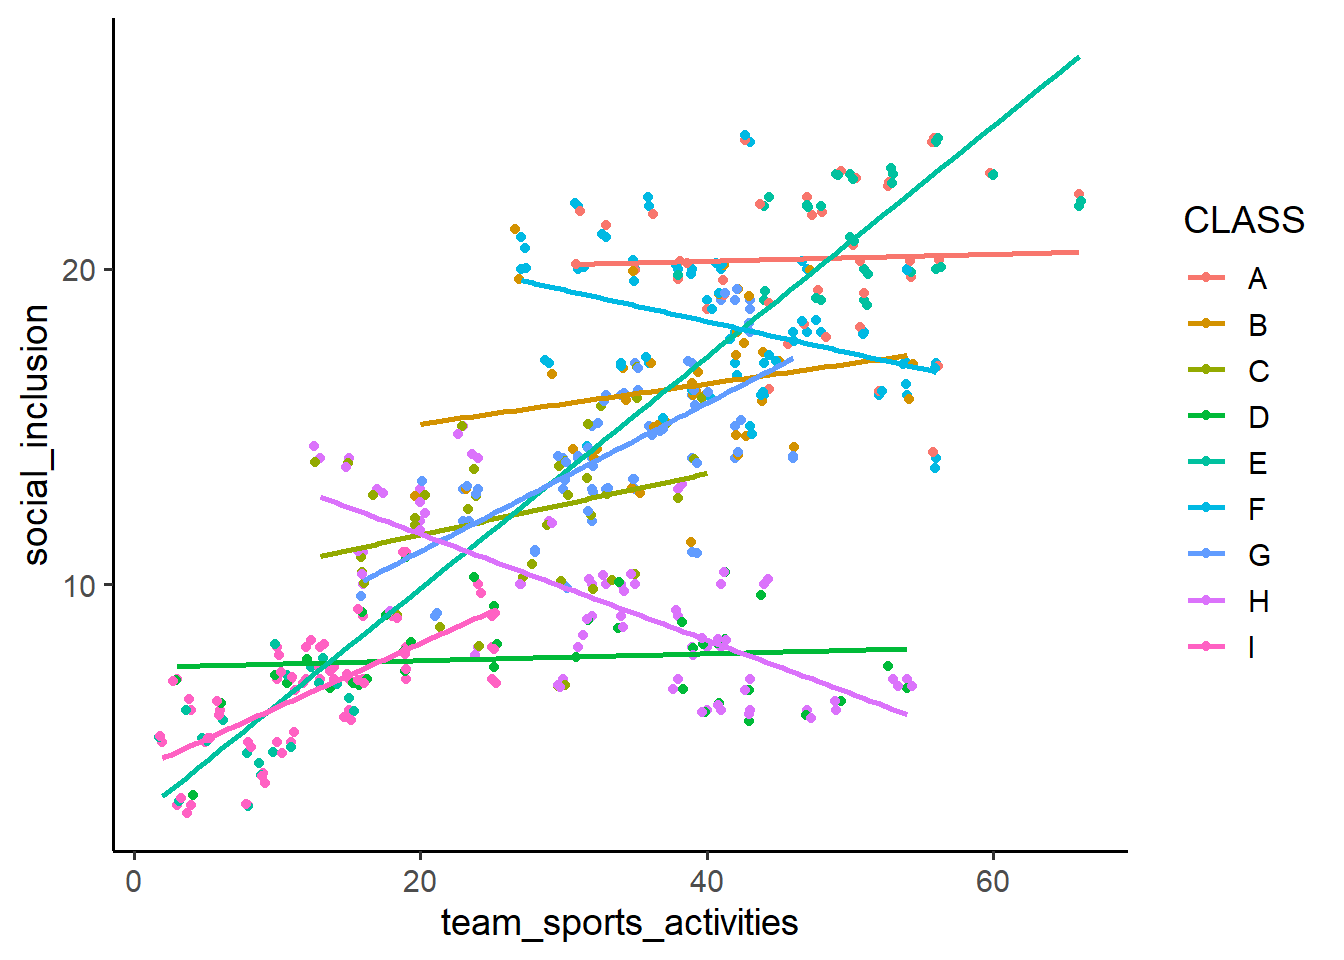 social_inclusion
20
10
0
20
40
60
team_sports_activities
CLASS
A
B
C
D
E
F
G
H
I